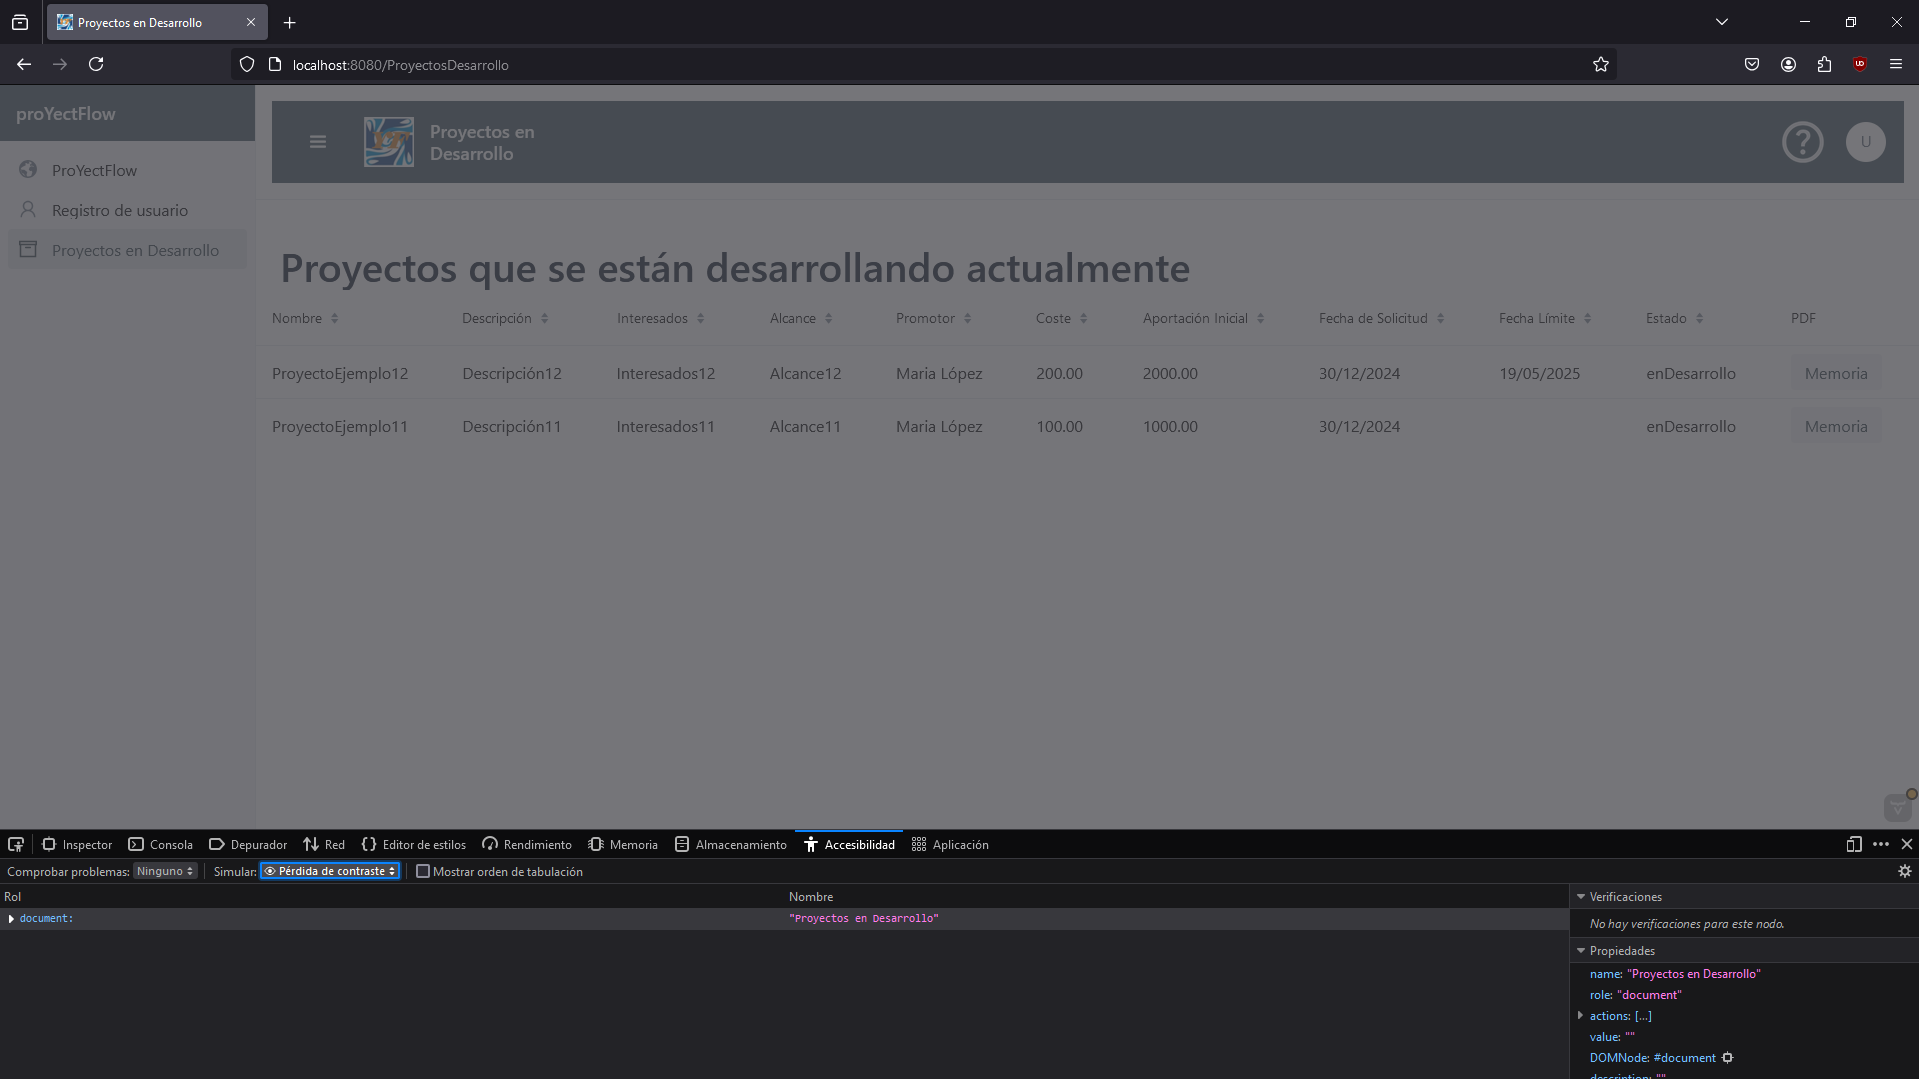 Proyectos en Desarrollo
localhost:8080/ProyectosDesarrollo
proYectFlow
ProYectFlow
Registro de usuario
Proyectos en Desarrollo
Proyectos en
Desarrollo
U
Proyectos que se están desarrollando actualmente
Nombre Descripción Interesados Alcance Promotor Coste Aportación Inicial Fecha de Solicitud Fecha Límite Estado PDF
ProyectoEjemplo12 Descripción12 Interesados12 Alcance12 Maria López 200.00 2000.00 30/12/2024 19/05/2025 enDesarrollo Memoria
ProyectoEjemplo11 Descripción11 Interesados11 Alcance11 Maria López 100.00 1000.00 30/12/2024 enDesarrollo Memoria
Inspector Consola Depurador Red Editor de estilos Rendimiento Memoria Almacenamiento Accesibilidad Aplicación
Comprobar problemas: Ninguno Simular: Pérdida de contraste Mostrar orden de tabulación
Rol Nombre
document: "Proyectos en Desarrollo"
Verificaciones
No hay verificaciones para este nodo.
Propiedades
name: "Proyectos en Desarrollo"
role: "document"
actions: [...]
value: ""
DOMNode: #document
description: ""